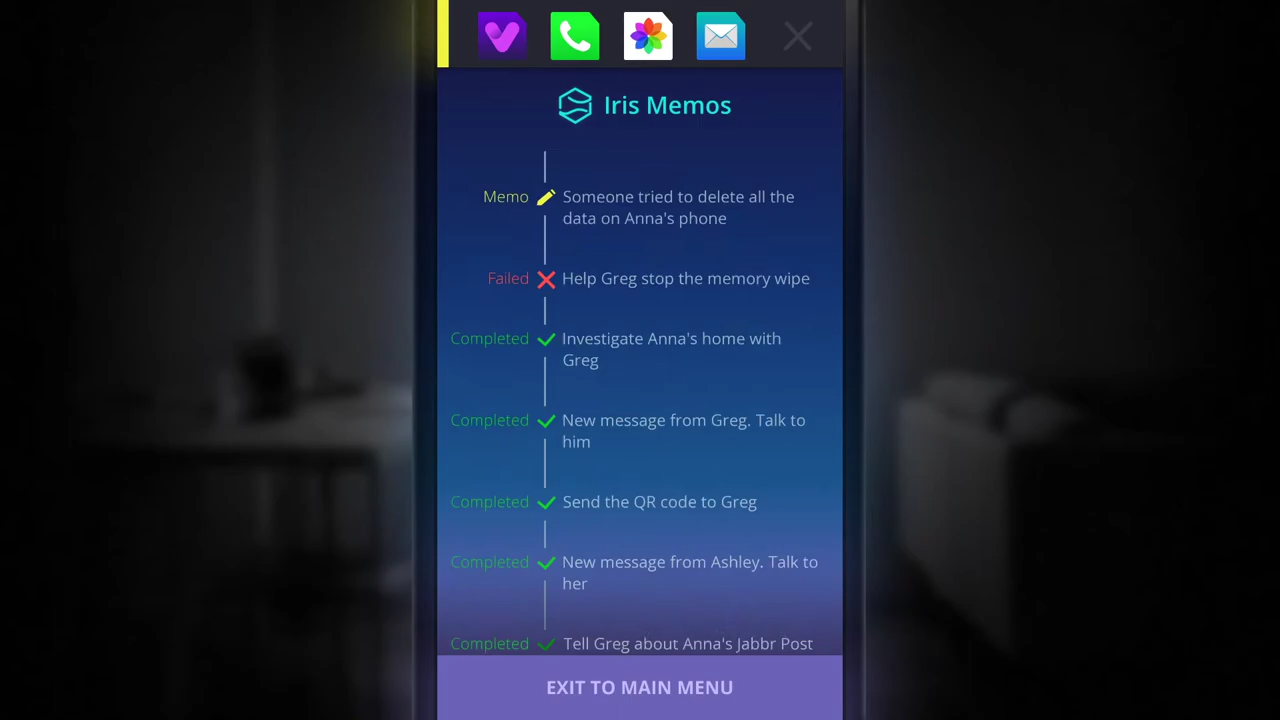 Iris Memos
Memo
Someone tried to delete all the
data on Anna's phone
Failed
Help Greg stop the memory wipe
Completed
Investigate Anna's home with
Greg
Completed
New message from Greg. Talk to
him
Completed
Send the QR code to Greg
Completed
New message from Ashley. Talk to
her
Completed
Tell Greg about Anna's Jabbr Post
EXIT TO MAIN MENU